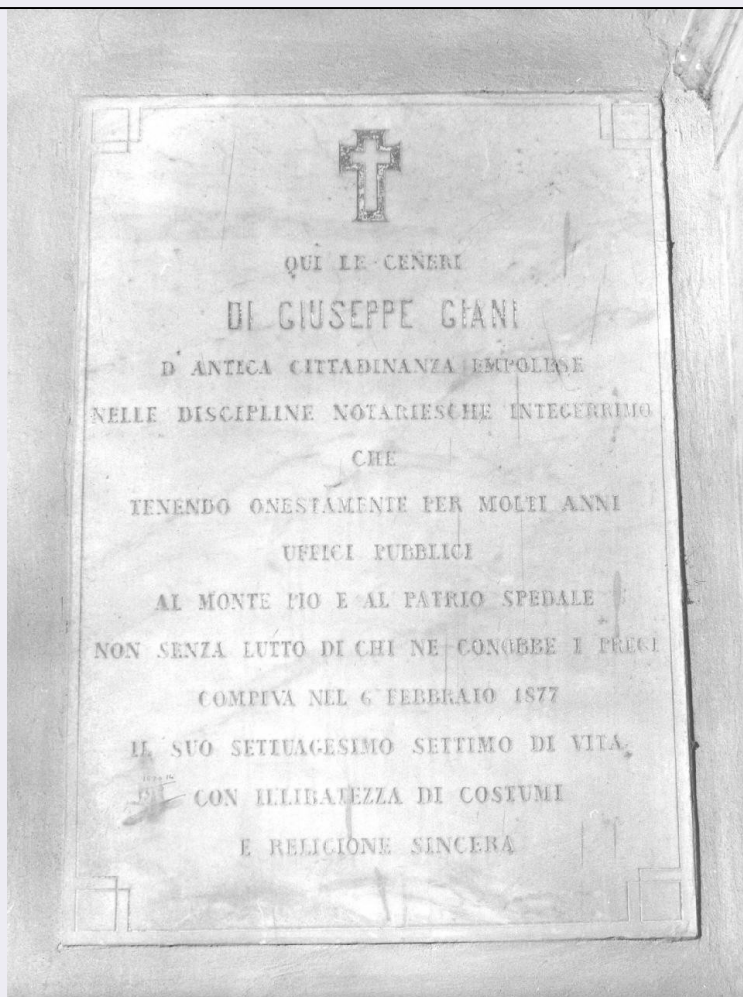 QUI LE CENERI
DI GIUSEPPE GIANI
D'ANTICA CITTADINANZA EMPOLESE
NELLE DISCIPLINE NOTARIESCHE INTEGERRIMO
CHE
TENENDO ONESTAMENTE PER MOLTI ANNI
UFFICI PUBBLICI
AL MONTE PIO E AL PATRIO SPEDALE
NON SENZA LUTTO DI CHI NE CONOBBE I PREGI
COMPIVA NEL 6 FEBBRAIO 1877
IL SUO SETTUAGESIMO SETTIMO DI VITA
CON ILLIBATEZZA DI COSTUMI
E RELIGIONE SINCERA